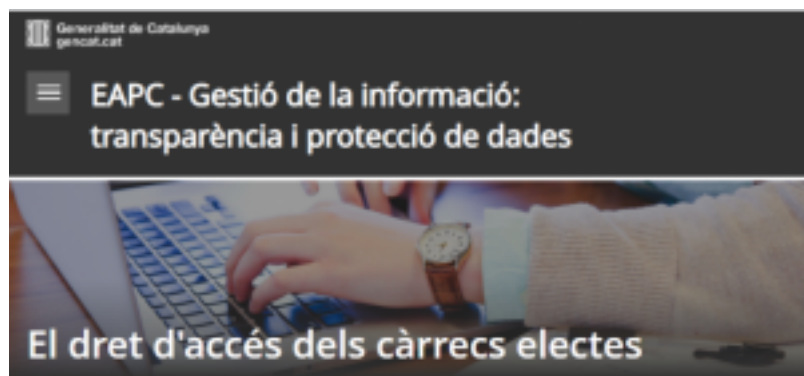 Generalitat de Catalunya
gencat.cat
EAPC - Gestió de la informació:
transparència i protecció de dades
El dret d'accés dels càrrecs electes